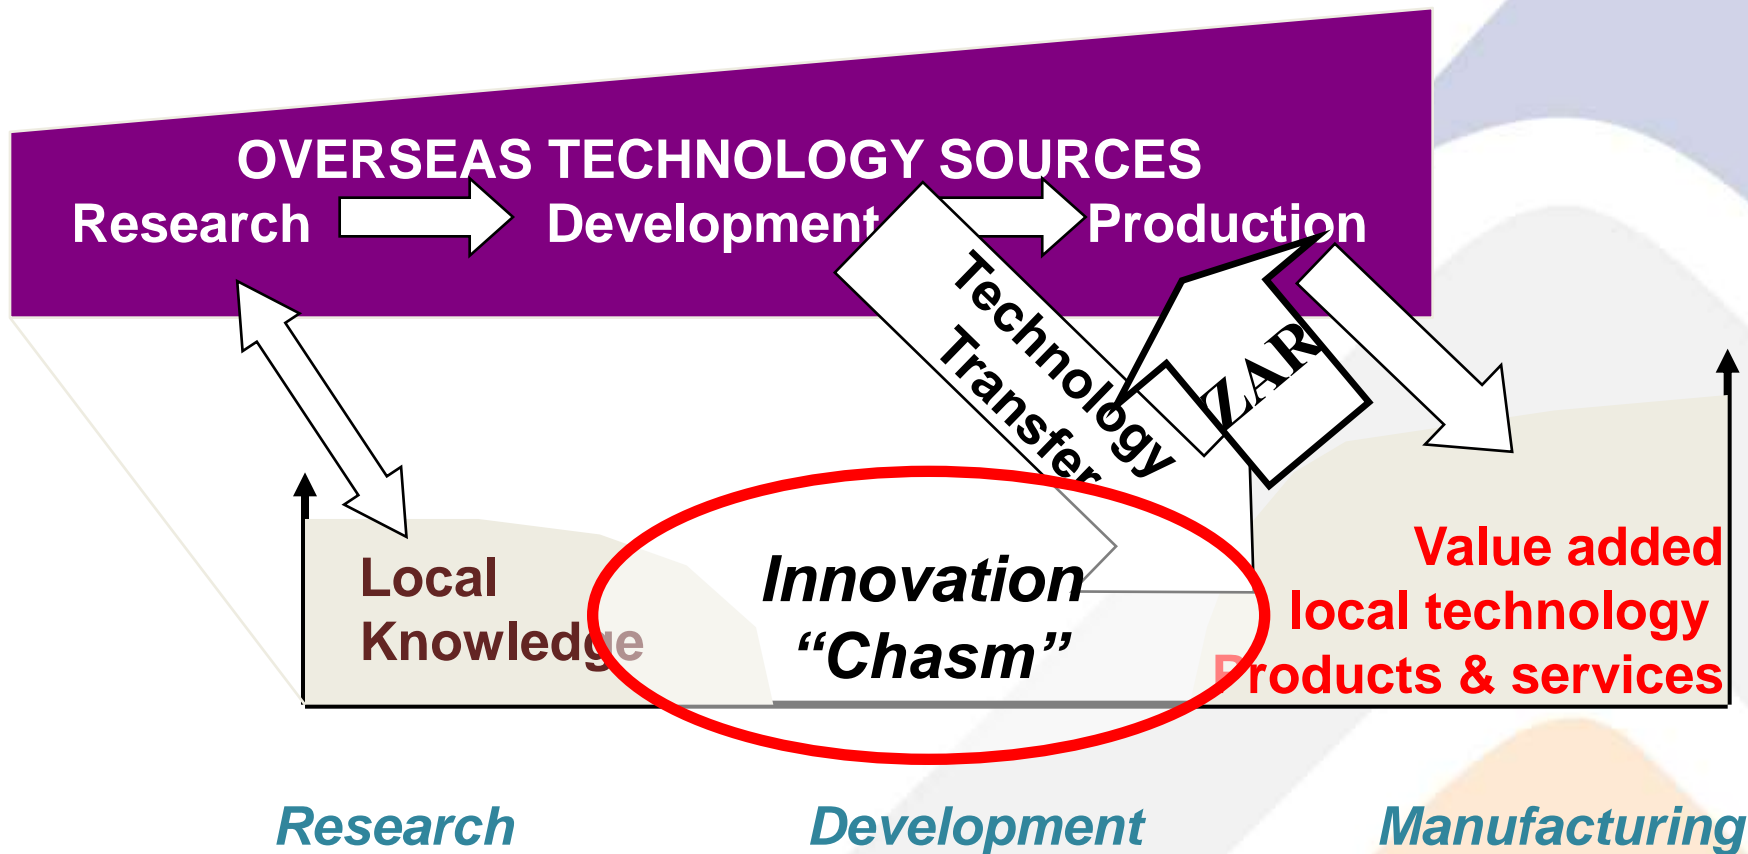 OVERSEAS TECHNOLOGY SOURCES
Research Development Production
Technology
Transfer
ZAR
Local
Knowledge
Innovation
“Chasm”
Value added
local technology
Products & services
Research Development Manufacturing